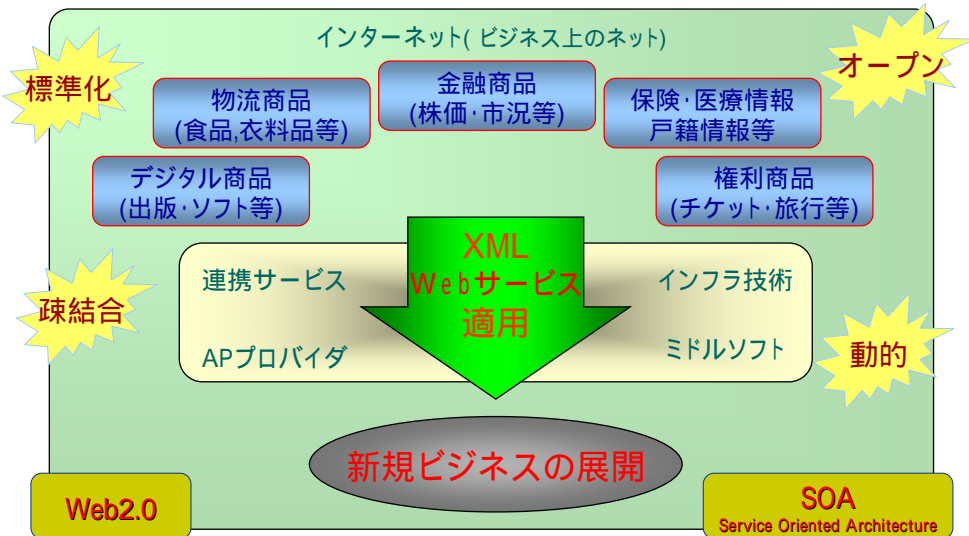 インターネット( ビジネス上のネット)
標準化
オープン
金融商品
(株価･市況等)
物流商品
(食品,衣料品等)
保険･医療情報
戸籍情報等
デジタル商品
(出版･ソフト等)
権利商品
(チケット･旅行等)
XML
Webサービス
適用
連携サービス
インフラ技術
疎結合
APプロバイダ
ミドルソフト
動的
新規ビジネスの展開
Web2.0
SOA
Service Oriented Architecture